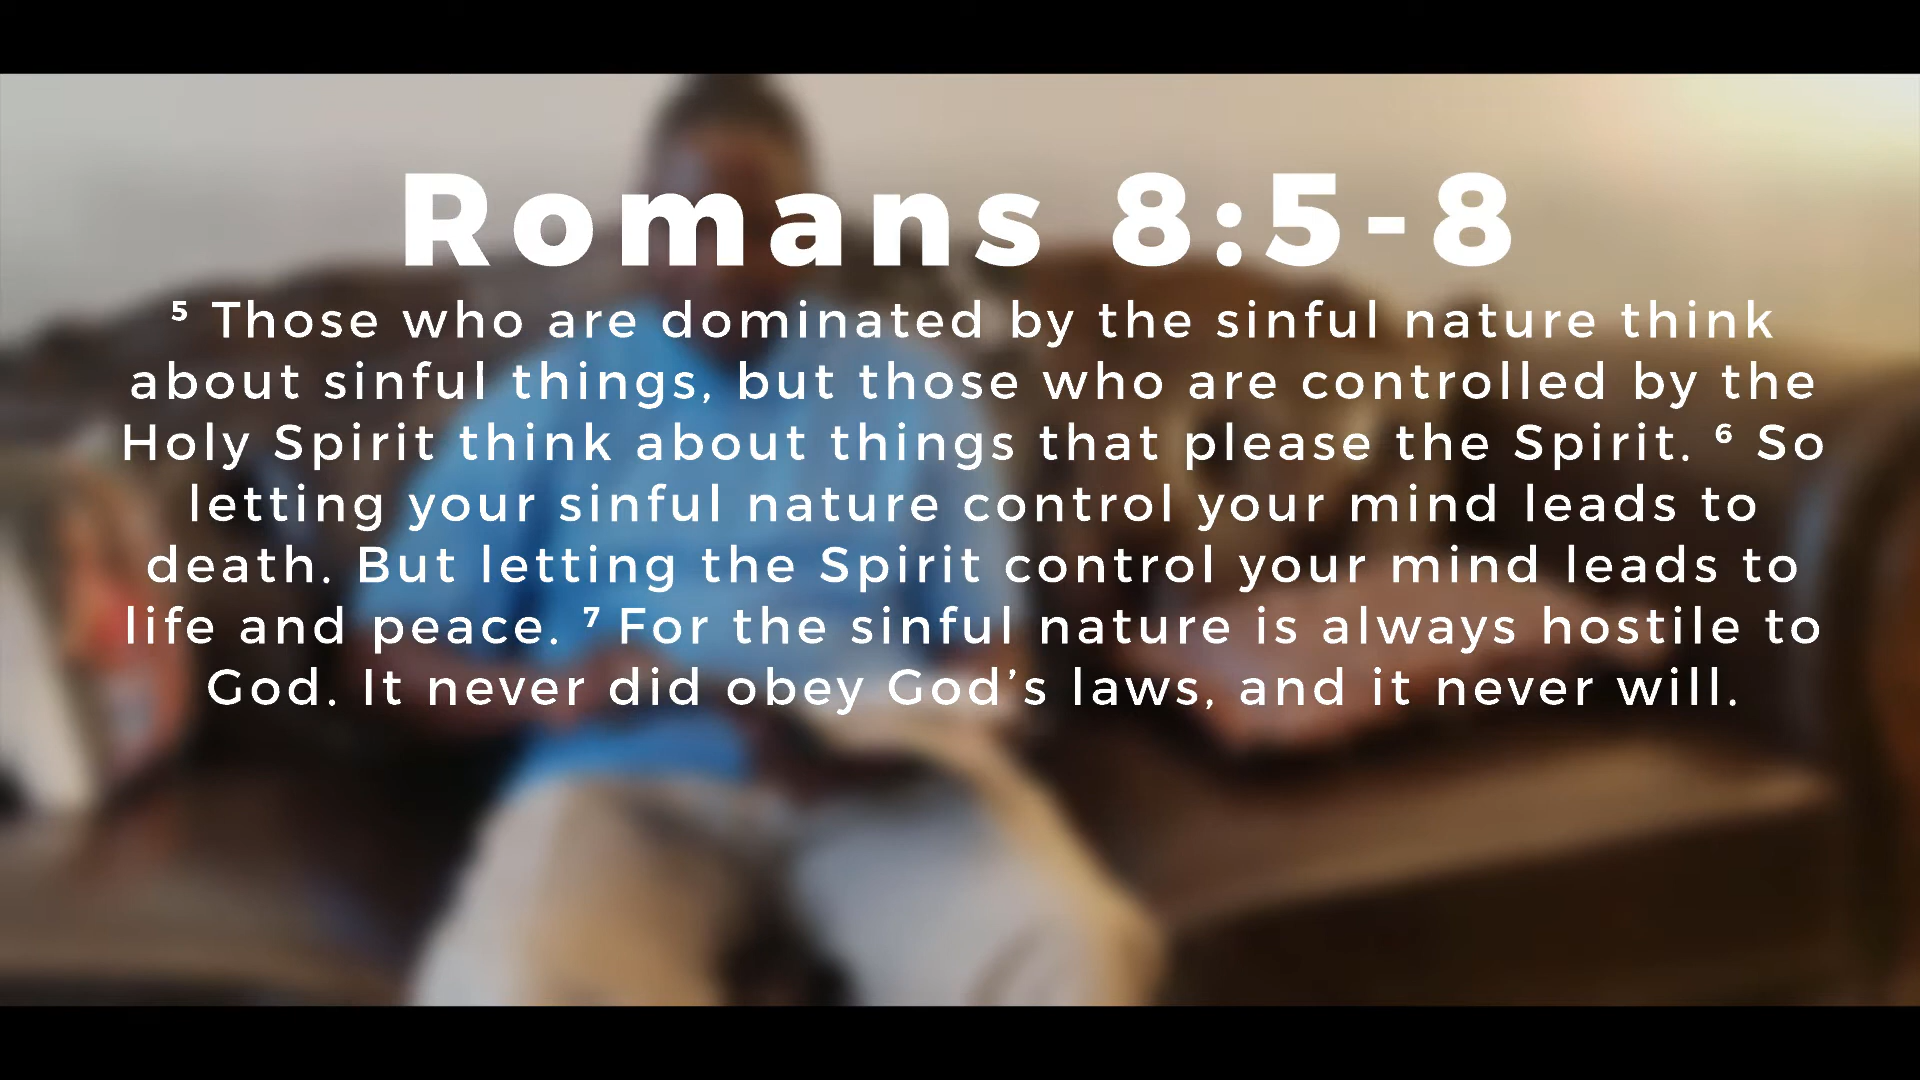 Romans 8:5-8
⁵ Those who are dominated by the sinful nature think
about sinful things, but those who are controlled by the
Holy Spirit think about things that please the Spirit. ⁶ So
letting your sinful nature control your mind leads to
death. But letting the Spirit control your mind leads to
life and peace. ⁷ For the sinful nature is always hostile to
God. It never did obey God’s laws, and it never will.